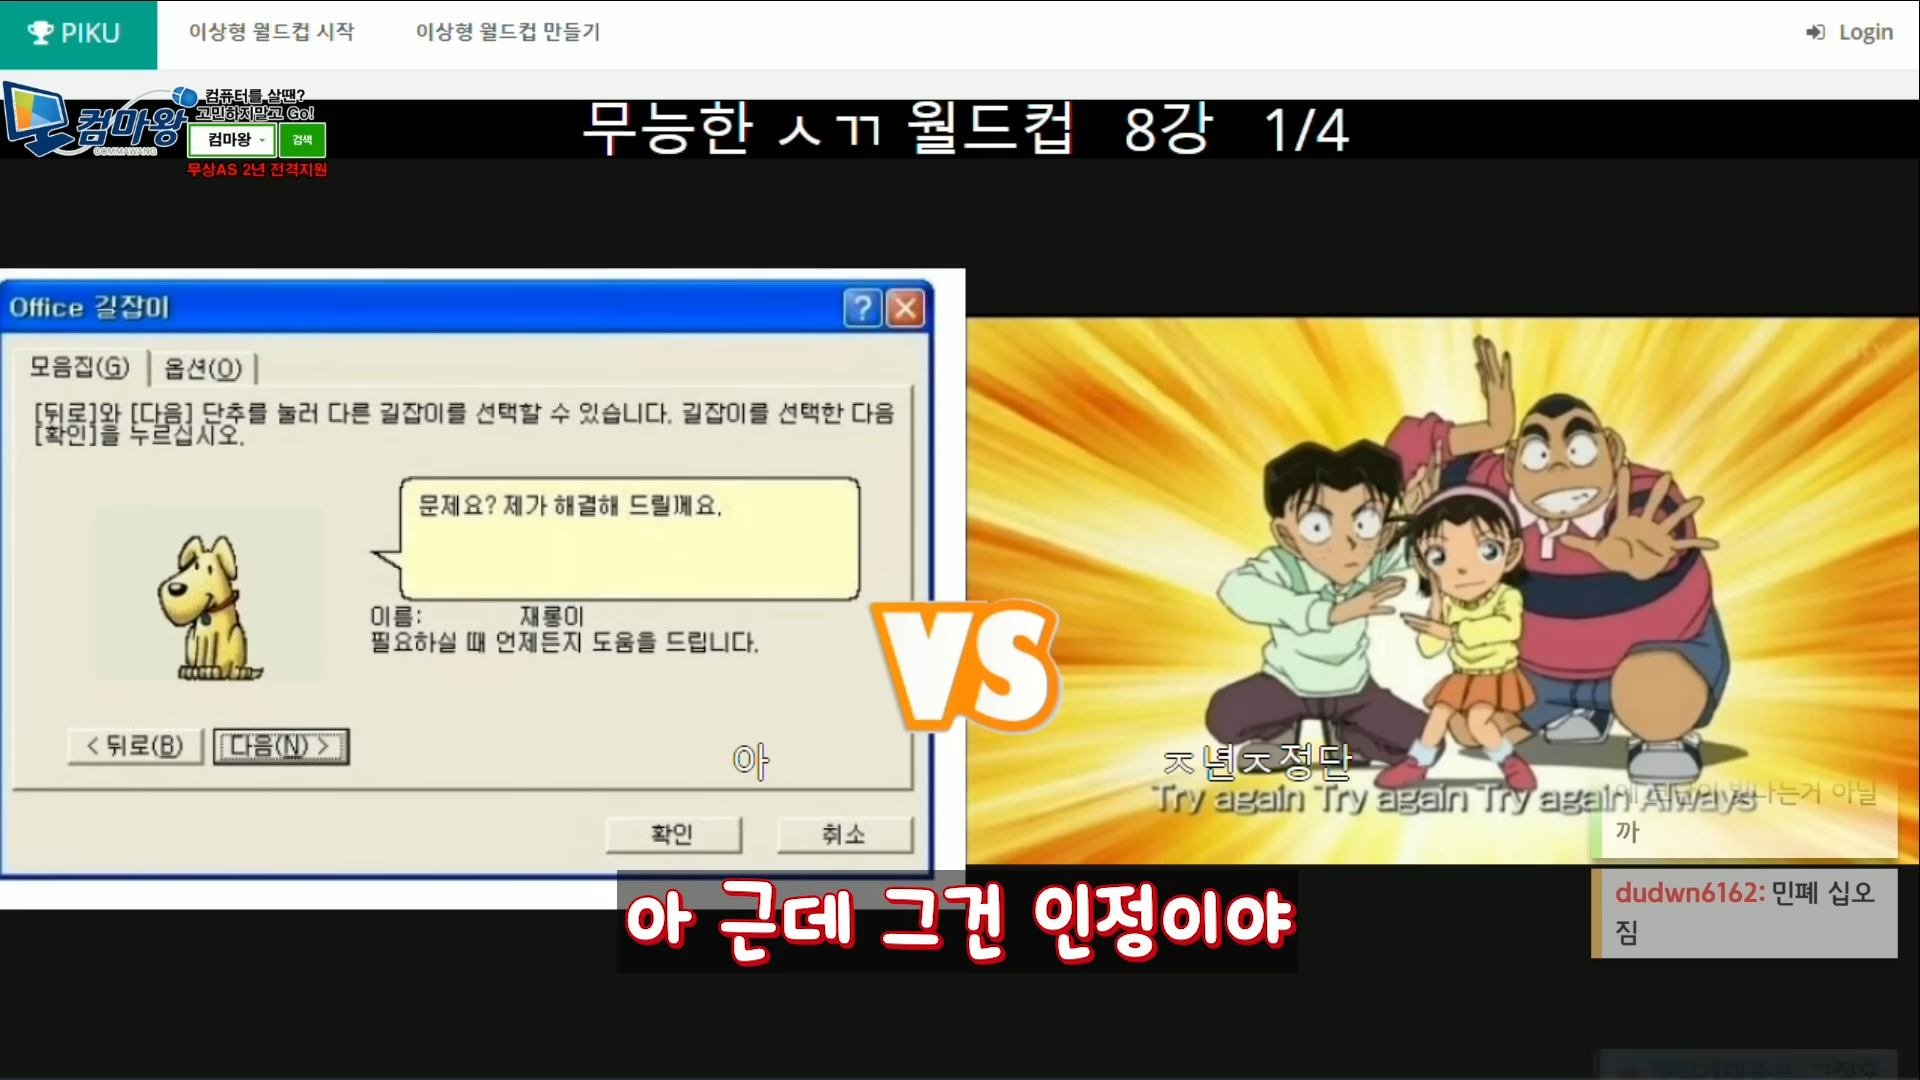 PIKU
이상형 월드컵 시작
이상형 월드컵 만들기
Login
컴마왕
COMMAWANG
컴퓨터를 살땐?
고민하지말고 Go!
컴마왕
검색
무상AS 2년 전격지원
무능한 ㅅㄲ 월드컵 8강 1/4
Office 길잡이
모음집(G)
옵션(O)
[뒤로]와 [다음] 단추를 눌러 다른 길잡이를 선택할 수 있습니다. 길잡이를 선택한 다음
[확인]을 누르십시오.
문제요? 제가 해결해 드릴께요.
이름: 재롱이
필요하실 때 언제든지 도움을 드립니다.
< 뒤로(B)
다음(N) >
아
확인
취소
VS
ㅈ년ㅈ정단
Try again Try again Try again Always
빛나는거 아닐
까
dudwn6162: 민폐 십오
짐
아 근데 그건 인정이야